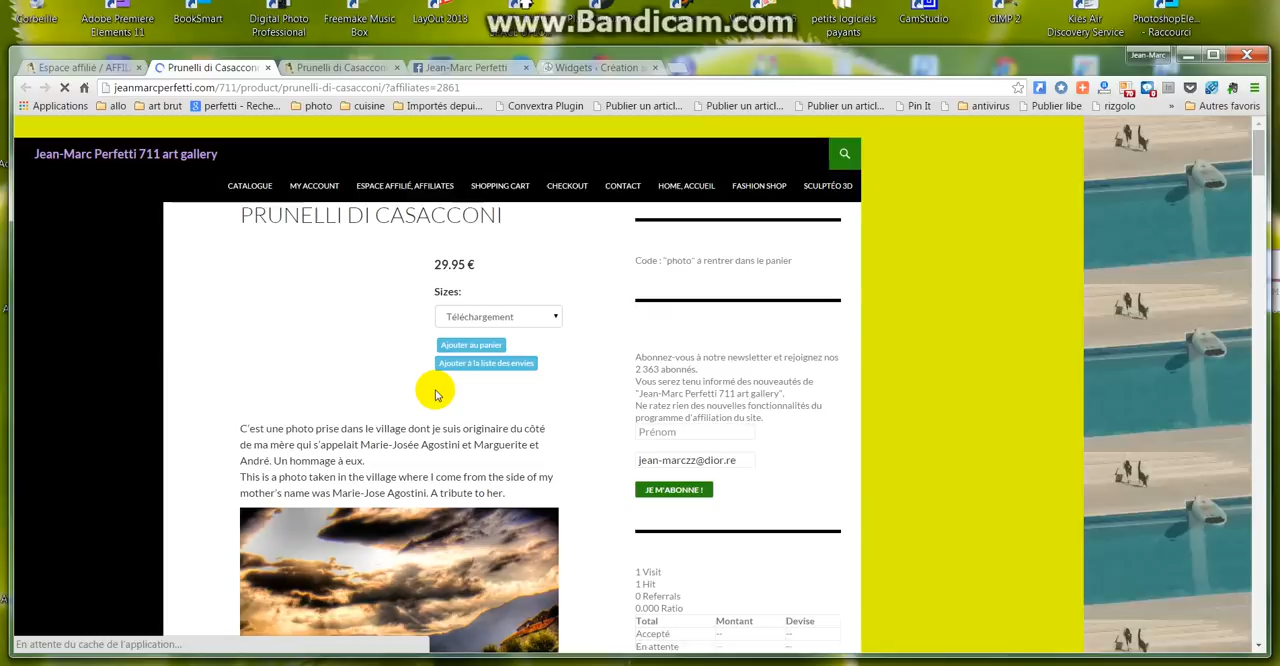 Corbeille
Adobe Premiere
Elements 11
BookSmart
Digital Photo
Professional
Freemake Music
Box
LayOut 2013
www.Bandicam.com
petits logiciels
payants
CamStudio
GIMP 2
Kies Air
Discovery Service
PhotoshopEle...
- Raccourci
Jean-Marc
Espace affilié / AFFIL
Prunelli di Casacconi
Prunelli di Casacconi
Jean-Marc Perfetti
Widgets ‹ Création s
jeanmarcperfetti.com/711/product/prunelli-di-casacconi/?affiliates=2861
Applications
allo
art brut
perfetti - Reche...
photo
cuisine
Importés depui...
Convextra Plugin
Publier un articl...
Publier un articl...
Publier un articl...
Pin It
antivirus
Publier libe
rizgolo
»
Autres favoris
Jean-Marc Perfetti 711 art gallery
CATALOGUE
MY ACCOUNT
ESPACE AFFILIÉ, AFFILIATES
SHOPPING CART
CHECKOUT
CONTACT
HOME, ACCUEIL
FASHION SHOP
SCULPTÉO 3D
PRUNELLI DI CASACCONI
29.95 €
Sizes:
Téléchargement
Ajouter au panier
Ajouter à la liste des envies
C'est une photo prise dans le village dont je suis originaire du côté
de ma mère qui s'appelait Marie-Josée Agostini et Marguerite et
André. Un hommage à eux.
This is a photo taken in the village where I come from the side of my
mother's name was Marie-Jose Agostini. A tribute to her.
Code : "photo" à rentrer dans le panier
Abonnez-vous à notre newsletter et rejoignez nos
2 363 abonnés.
Vous serez tenu informé des nouveautés de
"Jean-Marc Perfetti 711 art gallery".
Ne ratez rien des nouvelles fonctionnalités du
programme d'affiliation du site.
Prénom
jean-marczz@dior.re
JE M'ABONNE !
1 Visit
1 Hit
0 Referrals
0.000 Ratio
Total Montant Devise
Accepté -- --
En attente -- --
En attente du cache de l'application...